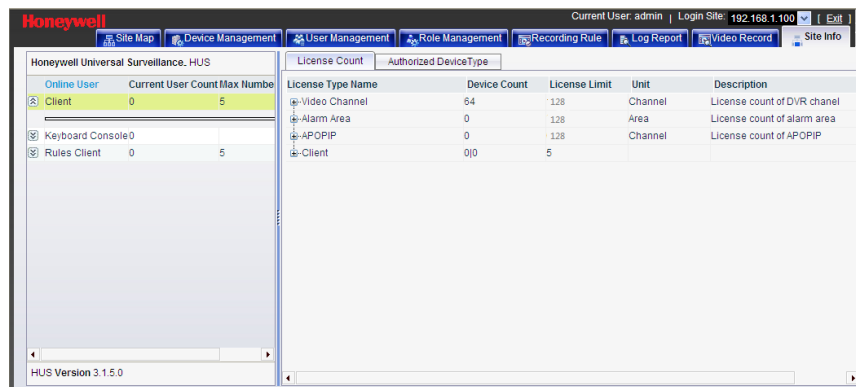 Honeywell
Current User: admin | Login Site: 192.168.1.100 [ Exit ]
Site Map Device Management User Management Role Management Recording Rule Log Report Video Record Site Info
Honeywell Universal Surveillance. HUS
Online User Current User Count Max Numbe
Client 0 5
Keyboard Console 0
Rules Client 0 5
HUS Version 3.1.5.0
License Count Authorized DeviceType
License Type Name Device Count License Limit Unit Description
Video Channel 64 128 Channel License count of DVR chanel
Alarm Area 0 128 Area License count of alarm area
APOPIP 0 128 Channel License count of APOPIP
Client 0|0 5